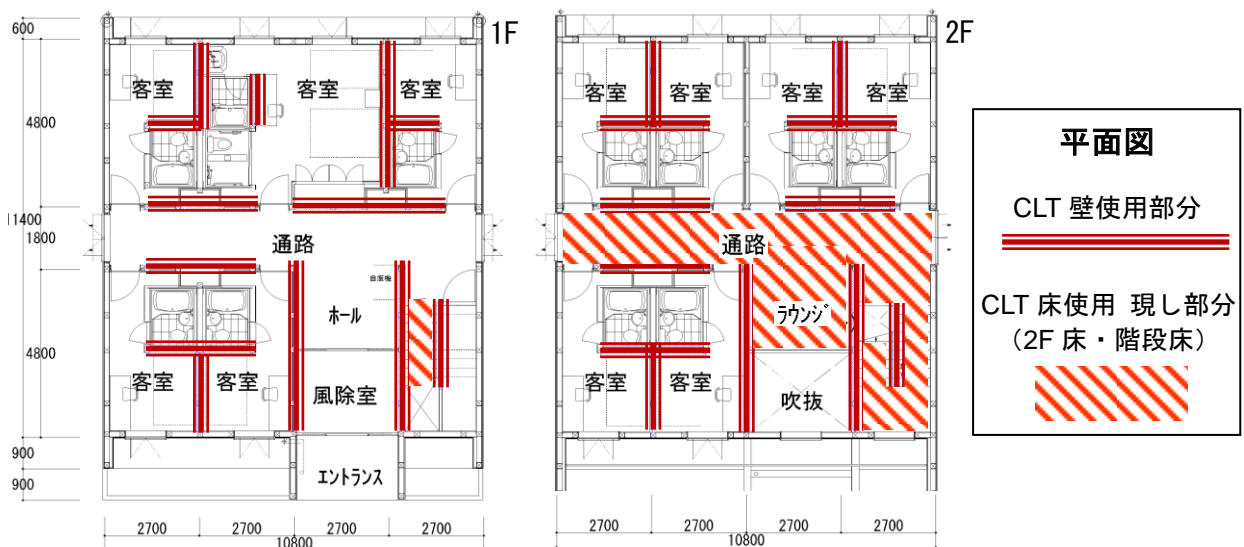 1F
600
4800
1400
1800
4800
900
900
客室
客室
客室
通路
自販機
ホール
客室
客室
風除室
エントランス
2700
2700
2700
2700
10800
2F
客室
客室
客室
客室
通路
ラウンジ
客室
客室
吹抜
2700
2700
2700
2700
10800
平面図
CLT 壁使用部分
CLT 床使用 現し部分
(2F 床・階段床)